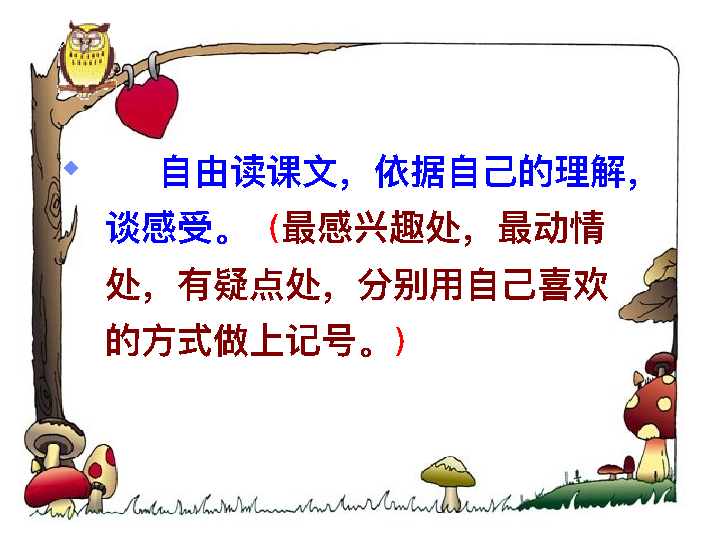 自由读课文，依据自己的理解，
谈感受。（最感兴趣处，最动情
处，有疑点处，分别用自己喜欢
的方式做上记号。）